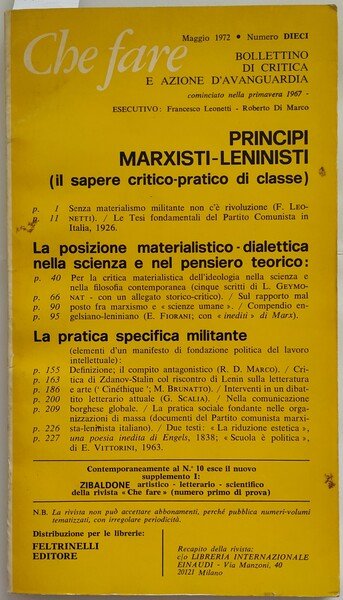 Che fare
Maggio 1972 • Numero DIECI
BOLLETTINO
DI CRITICA
E AZIONE D'AVANGUARDIA
cominciato nella primavera 1967 -
ESECUTIVO: Francesco Leonetti - Roberto Di Marco
PRINCIPI
MARXISTI-LENINISTI
(il sapere critico-pratico di classe)
p. 1 Senza materialismo militante non c'è rivoluzione (F. LEO-
p. 11 NETTI). / Le Tesi fondamentali del Partito Comunista in
Italia, 1926.
La posizione materialistico-dialettica
nella scienza e nel pensiero teorico:
p. 40 Per la critica materialistica dell'ideologia nella scienza e
nella filosofia contemporanea (cinque scritti di L. GEYMO-
p. 66 NAT - con un allegato storico-critico). / Sul rapporto mal
p. 90 posto fra marxismo e «scienze umane». / Compendio en-
p. 95 gelsiano-leniniano (E. FIORANI; con «inediti» di Marx).
La pratica specifica militante
(elementi d'un manifesto di fondazione politica del lavoro
intellettuale):
p. 155 Definizione; il compito antagonistico (R. D. MARCO). / Cri-
p. 163 tica di Zdanov-Stalin col riscontro di Lenin sulla letteratura
p. 186 e arte ("Cinéthique"; M. BRUNATTO). / Interventi in un dibat-
p. 200 tito letterario attuale (G. SCALIA). / Nella comunicazione
p. 209 borghese globale. / La pratica sociale fondante nelle orga-
nizzazioni di massa (documenti del Partito comunista marxi-
p. 226 sta-leninista italiano). / Due testi: «La riduzione estetica»,
p. 227 una poesia inedita di Engels, 1838; «Scuola è politica»,
di E. VITTORINI, 1963.
Contemporaneamente al N.° 10 esce il nuovo
supplemento 1:
ZIBALDONE artistico - letterario - scientifico
della rivista «Che fare» (numero primo di prova)
N.B. La rivista non può accettare abbonamenti, perché pubblica numeri-volumi
tematizzati, con irregolare periodicità.
Distribuzione per le librerie:
FELTRINELLI
EDITORE
Recapito della rivista:
c/o LIBRERIA INTERNAZIONALE
EINAUDI - Via Manzoni, 40
20121 Milano